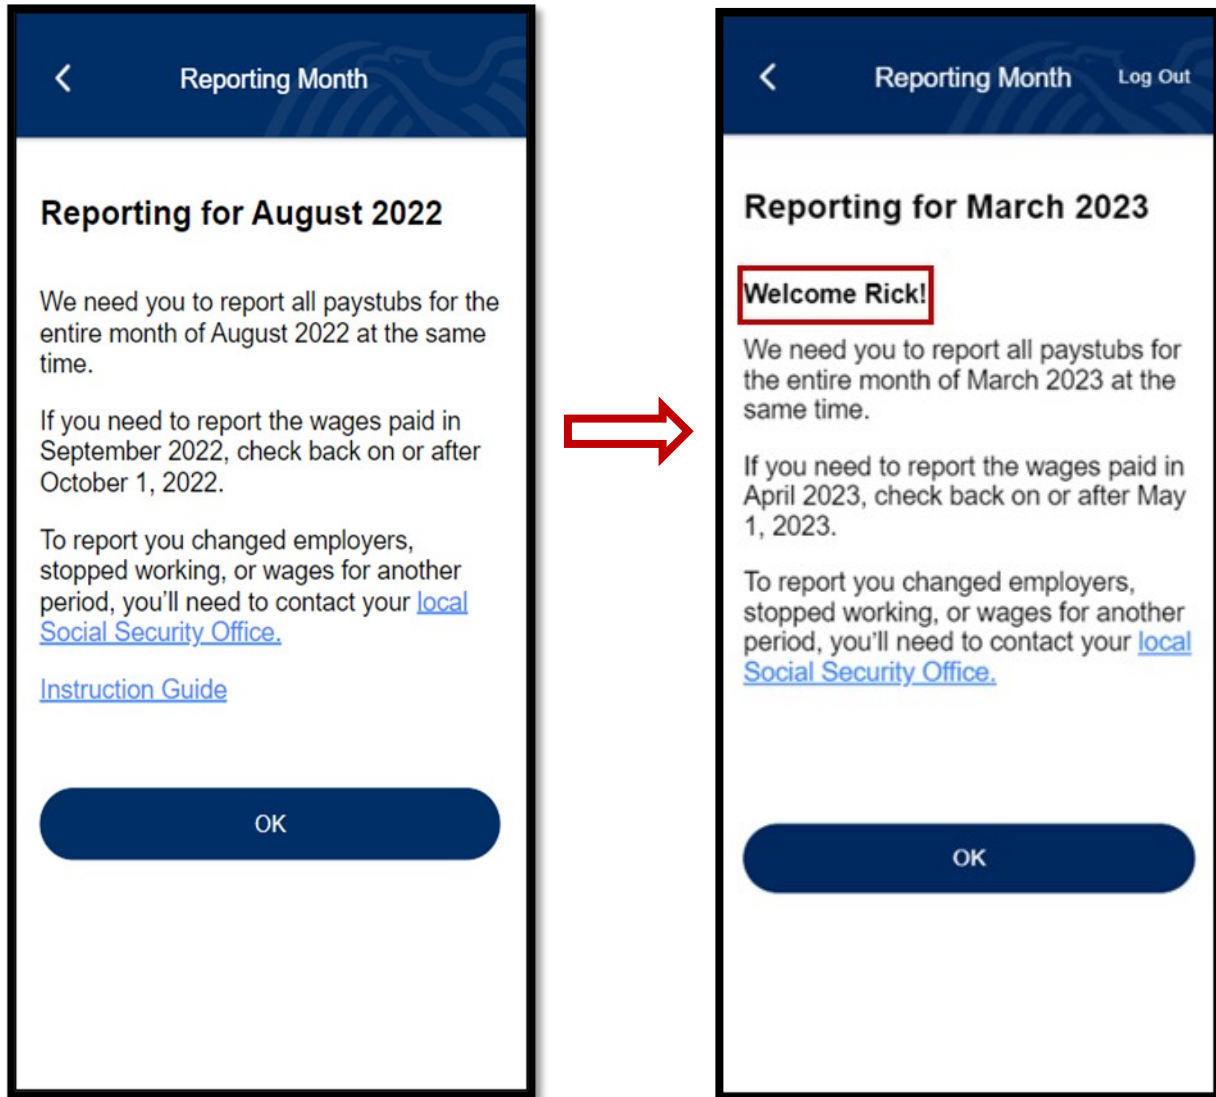 Reporting Month
Reporting for August 2022
We need you to report all paystubs for the
entire month of August 2022 at the same
time.
If you need to report the wages paid in
September 2022, check back on or after
October 1, 2022.
To report you changed employers,
stopped working, or wages for another
period, you'll need to contact your local
Social Security Office.
Instruction Guide
OK
Reporting Month Log Out
Reporting for March 2023
Welcome Rick!
We need you to report all paystubs for
the entire month of March 2023 at the
same time.
If you need to report the wages paid in
April 2023, check back on or after May
1, 2023.
To report you changed employers,
stopped working, or wages for another
period, you'll need to contact your local
Social Security Office.
OK